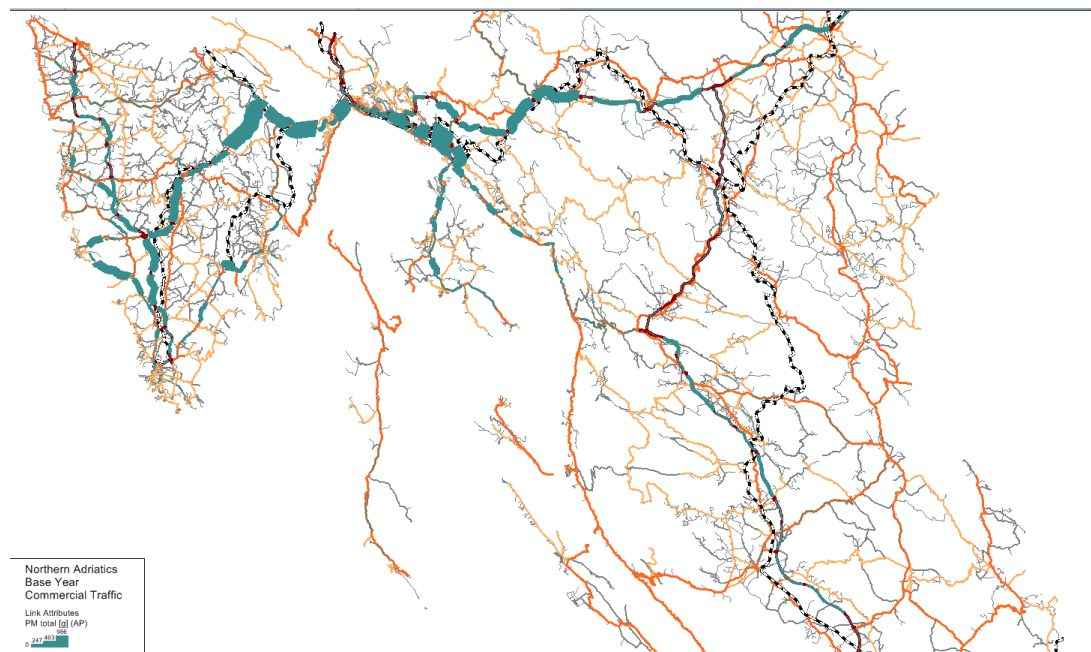 Northern Adriatics
Base Year
Commercial Traffic
Link Attributes
PM total [g] (AP)
0 247 493 986